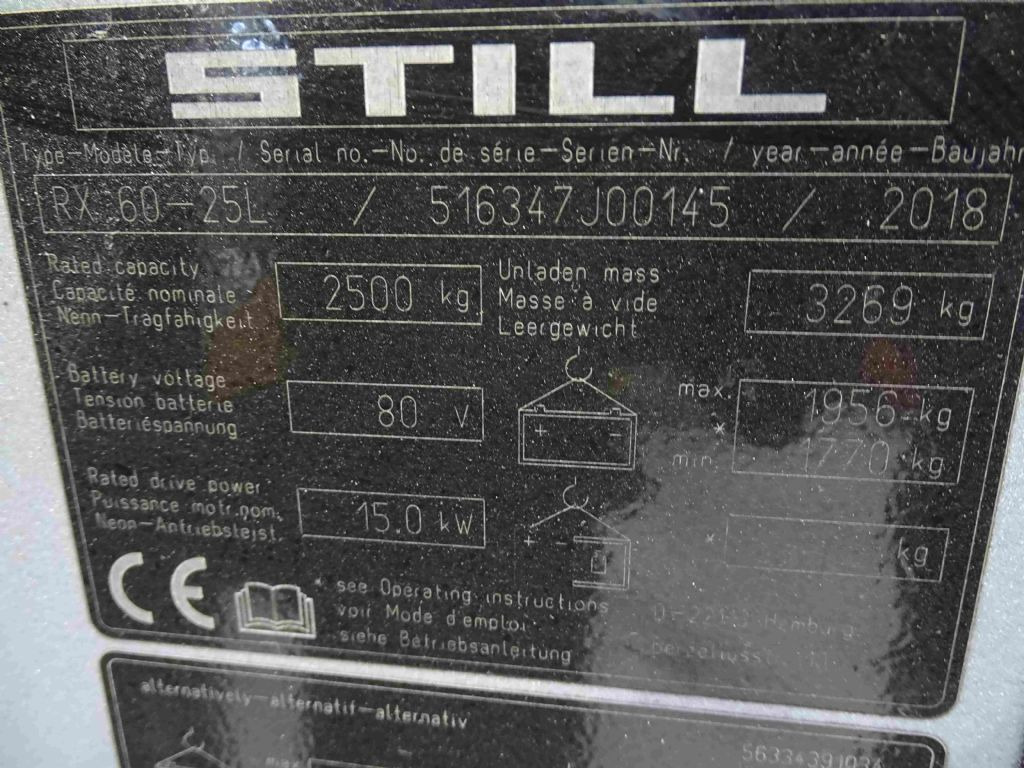 STILL
Type-Modèle-Typ. / Serial no.-No. de série-Serien-Nr. / year-année-Baujahr
RX 60-25L / 516347J00145 / 2018
Rated capacity
Capacité nominale
Nenn-Tragfähigkeit
2500 kg
Unladen mass
Masse à vide
Leergewicht
3269 kg
Battery voltage
Tension batterie
Batteriespannung
80 V
+ -
max. 1956 kg
*
min. 1770 kg
Rated drive power
Puissance motr.nom.
Nenn-Antriebsleist.
15.0 kW
+
* kg
CE
* see Operating instructions
voir Mode d'emploi
siehe Betriebsanleitung
Hamburg
alternatively-alternatif-alternativ
max